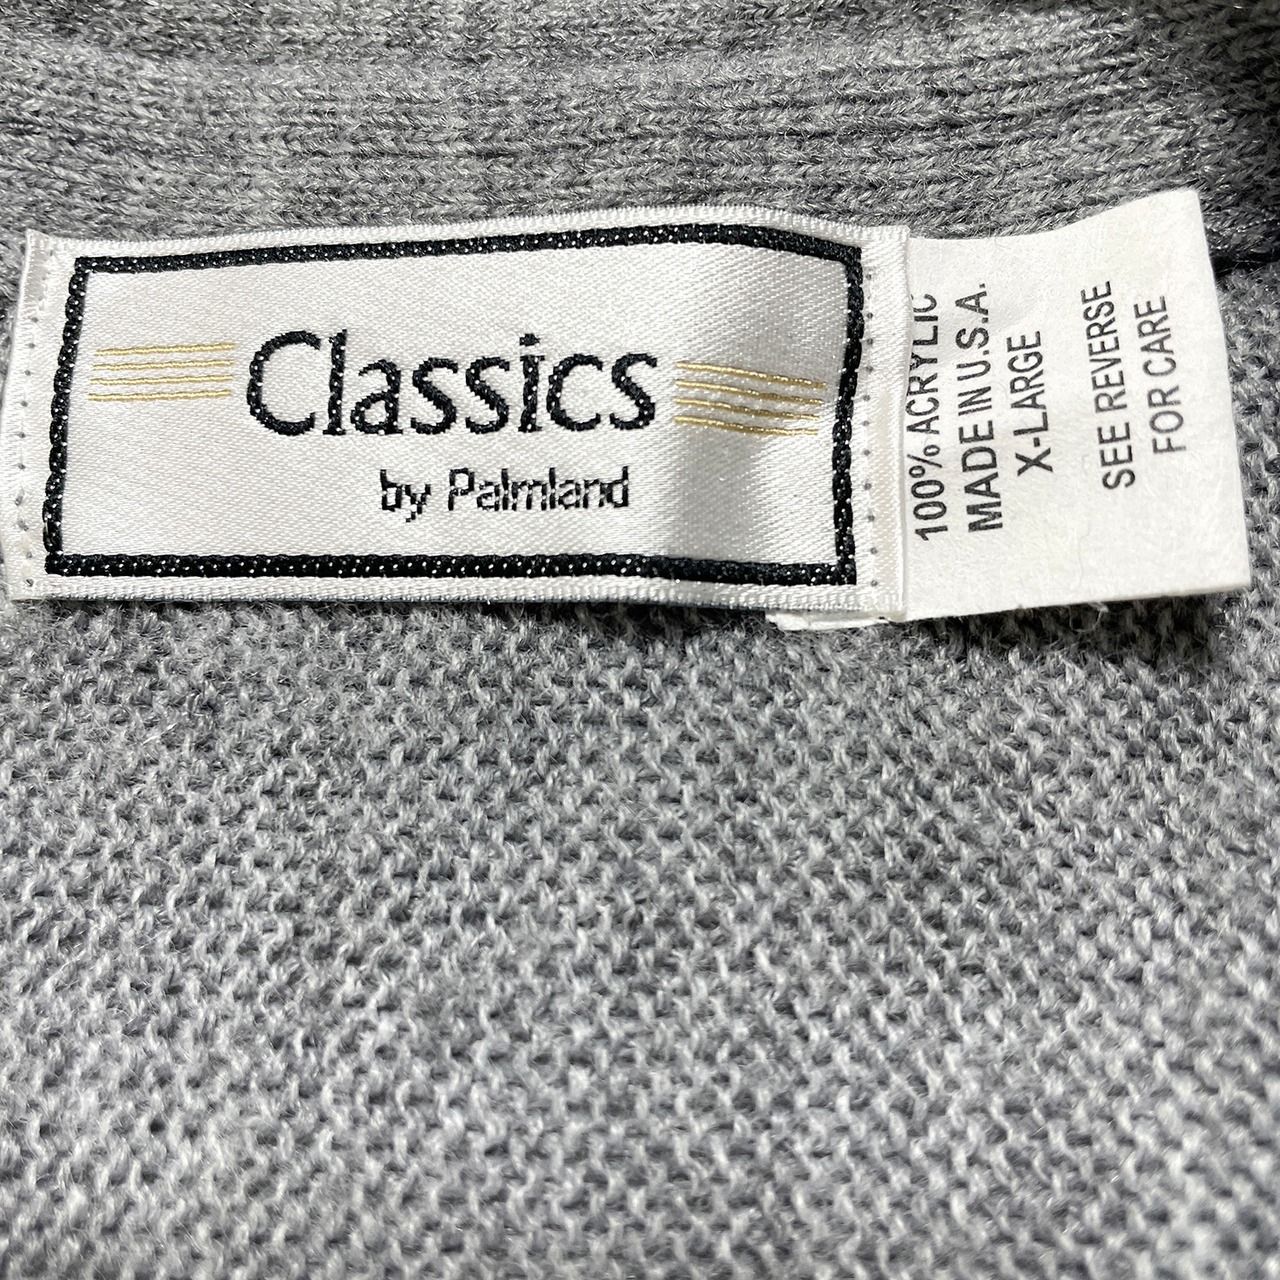 Classics
by Palmland
100% ACRYLIC
MADE IN U.S.A.
X-LARGE
SEE REVERSE
FOR CARE